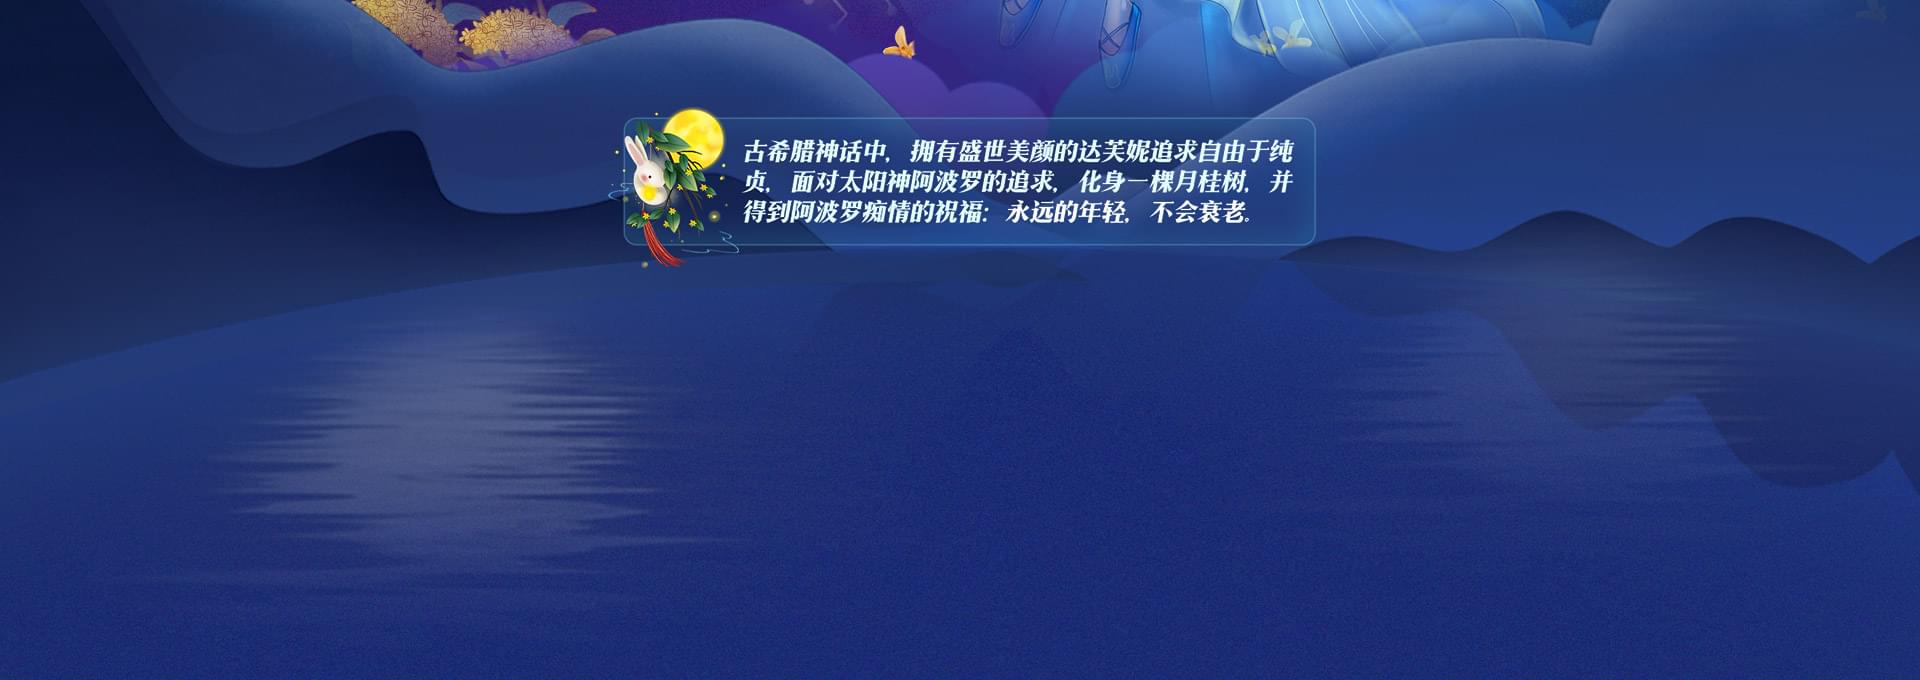 古希腊神话中，拥有盛世美颜的达芙妮追求自由于纯
贞，面对太阳神阿波罗的追求，化身一棵月桂树，并
得到阿波罗痴情的祝福：永远的年轻，不会衰老。